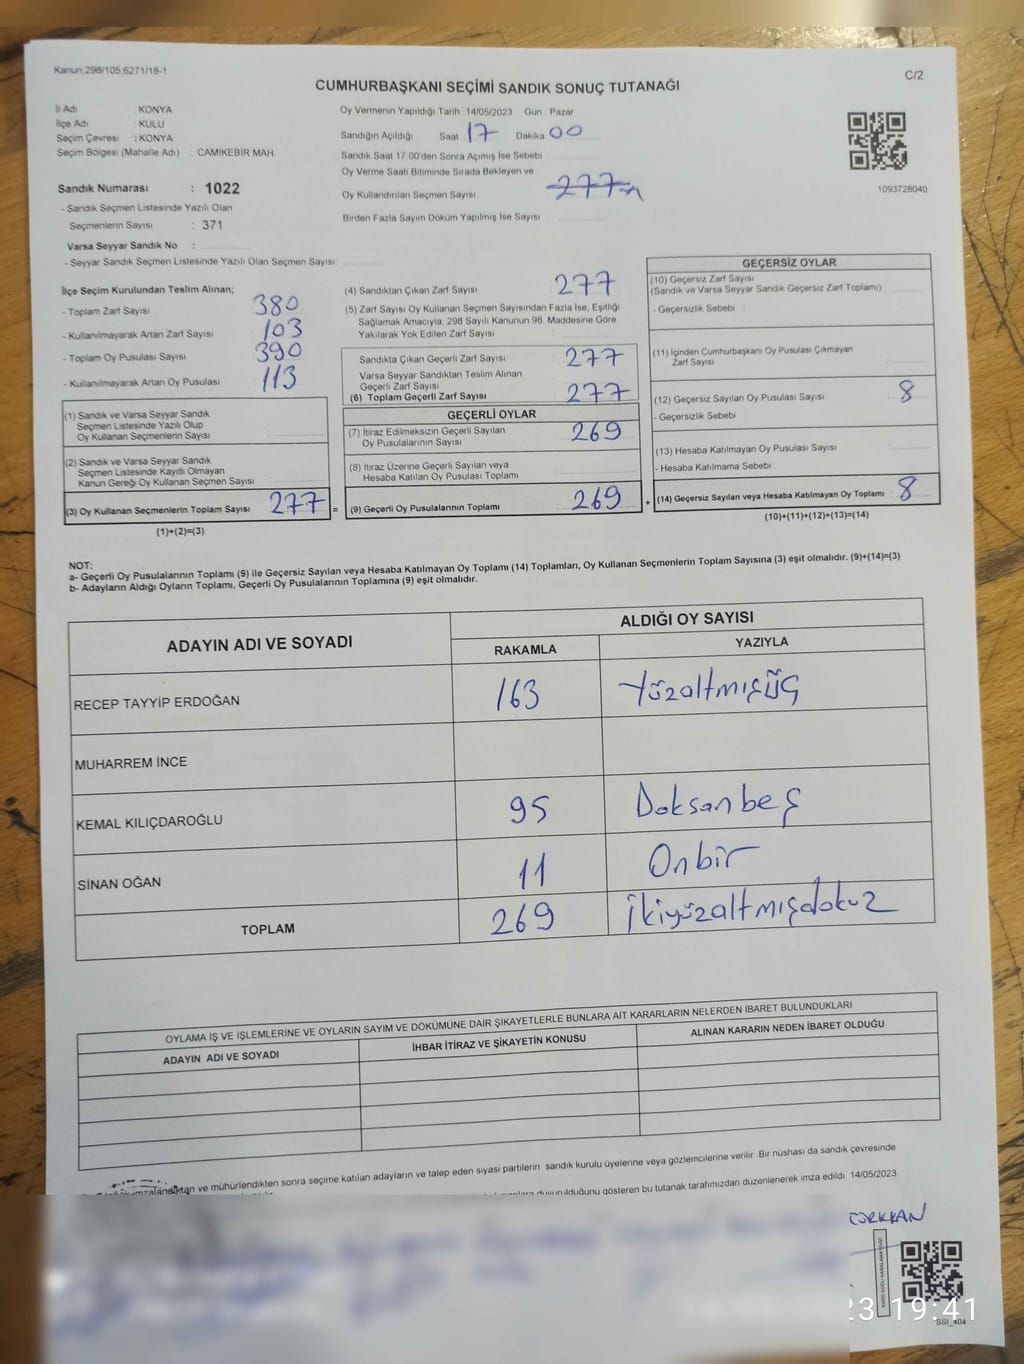 Kanun,298/105,6271/18-1
C/2
CUMHURBAŞKANI SEÇİMİ SANDIK SONUÇ TUTANAĞI
İl Adı : KONYA
İlçe Adı : KULU
Seçim Çevresi : KONYA
Seçim Bölgesi (Mahalle Adı) : CAMİKEBİR MAH.
Sandık Numarası : 1022
- Sandık Seçmen Listesinde Yazılı Olan
Seçmenlerin Sayısı : 371
Varsa Seyyar Sandık No :
- Seyyar Sandık Seçmen Listesinde Yazılı Olan Seçmen Sayısı:
Oy Vermenin Yapıldığı Tarih 14/05/2023 Gün : Pazar
Sandığın Açıldığı Saat 17 Dakika 00
Sandık Saat 17.00'den Sonra Açımış İse Sebebi
Oy Verme Saati Bitiminde Sırada Bekleyen ve
Oy Kullandırılan Seçmen Sayısı 277
Birden Fazla Sayım Döküm Yapılmış İse Sayısı
1093728040
İlçe Seçim Kurulundan Teslim Alınan;
- Toplam Zarf Sayısı 380
- Kullanılmayarak Artan Zarf Sayısı 103
- Toplam Oy Pusulası Sayısı 390
- Kullanılmayarak Artan Oy Pusulası 113
(1) Sandık ve Varsa Seyyar Sandık
Seçmen Listesinde Yazılı Olup
Oy Kullanan Seçmenlerin Sayısı
(2) Sandık ve Varsa Seyyar Sandık
Seçmen Listesinde Kayıtlı Olmayan
Kanun Gereği Oy Kullanan Seçmen Sayısı
(3) Oy Kullanan Seçmenlerin Toplam Sayısı 277 =
(1)+(2)=(3)
(4) Sandıktan Çıkan Zarf Sayısı 277
(5) Zarf Sayısı Oy Kullanan Seçmen Sayısından Fazla İse, Eşitliği
Sağlamak Amacıyla; 298 Sayılı Kanunun 98. Maddesine Göre
Yakılarak Yok Edilen Zarf Sayısı
Sandıkta Çıkan Geçerli Zarf Sayısı 277
Varsa Seyyar Sandıktan Teslim Alınan
Geçerli Zarf Sayısı
(6) Toplam Geçerli Zarf Sayısı 277
GEÇERLİ OYLAR
(7) İtiraz Edilmeksizin Geçerli Sayılan
Oy Pusulalarının Sayısı 269
(8) İtiraz Üzerine Geçerli Sayılan veya
Hesaba Katılan Oy Pusulası Toplamı
(9) Geçerli Oy Pusulalarının Toplamı 269 +
GEÇERSİZ OYLAR
(10) Geçersiz Zarf Sayısı
(Sandık ve Varsa Seyyar Sandık Geçersiz Zarf Toplamı)
- Geçersizlik Sebebi
(11) İçinden Cumhurbaşkanı Oy Pusulası Çıkmayan
Zarf Sayısı
(12) Geçersiz Sayılan Oy Pusulası Sayısı 8
- Geçersizlik Sebebi
(13) Hesaba Katılmayan Oy Pusulası Sayısı
- Hesaba Katılmama Sebebi
(14) Geçersiz Sayılan veya Hesaba Katılmayan Oy Toplamı 8
(10)+(11)+(12)+(13)=(14)
NOT:
a- Geçerli Oy Pusulalarının Toplamı (9) ile Geçersiz Sayılan veya Hesaba Katılmayan Oy Toplamı (14) Toplamları, Oy Kullanan Seçmenlerin Toplam Sayısına (3) eşit olmalıdır. (9)+(14)=(3)
b- Adayların Aldığı Oyların Toplamı, Geçerli Oy Pusulalarının Toplamına (9) eşit olmalıdır.
ADAYIN ADI VE SOYADI ALDIĞI OY SAYISI
RAKAMLA YAZIYLA
RECEP TAYYİP ERDOĞAN 163 Yüzaltmışüç
MUHARREM İNCE
KEMAL KILIÇDAROĞLU 95 Doksanbeş
SİNAN OĞAN 11 Onbir
TOPLAM 269 İkiyüzaltmışdokuz
OYLAMA İŞ VE İŞLEMLERİNE VE OYLARIN SAYIM VE DÖKÜMÜNE DAİR ŞİKAYETLERLE BUNLARA AİT KARARLARIN NELERDEN İBARET BULUNDUKLARI
ADAYIN ADI VE SOYADI İHBAR İTİRAZ VE ŞİKAYETİN KONUSU ALINAN KARARIN NEDEN İBARET OLDUĞU
ve mühürlendikten sonra seçime katılan adayların ve talep eden siyasi partilerin sandık kurulu üyelerine veya gözlemcilerine verilir. Bir nüshası da sandık çevresinde
duyurulduğunu gösteren bu tutanak tarafımızdan düzenlenerek imza edildi. 14/05/2023
23 19:41
SSI_404